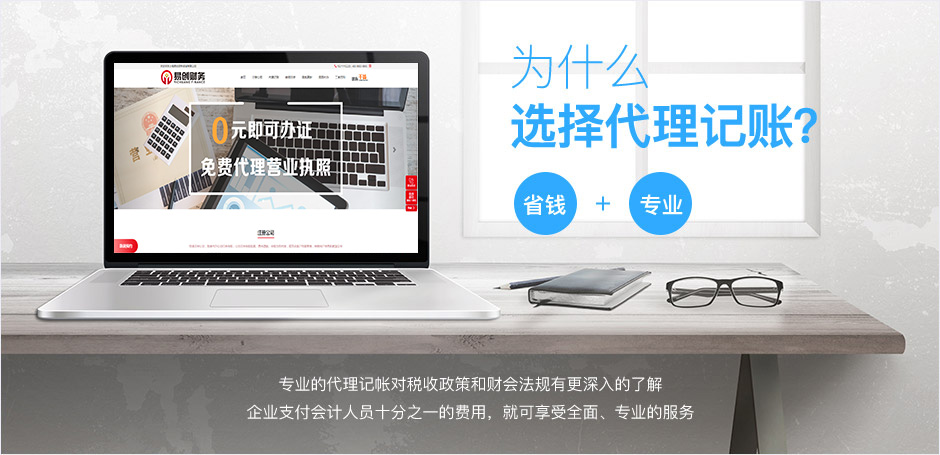 易创财务
0元即可办证
免费代理营业执照
注册公司
为什么
选择代理记账?
省钱 + 专业
专业的代理记帐对税收政策和财会法规有更深入的了解
企业支付会计人员十分之一的费用，就可享受全面、专业的服务